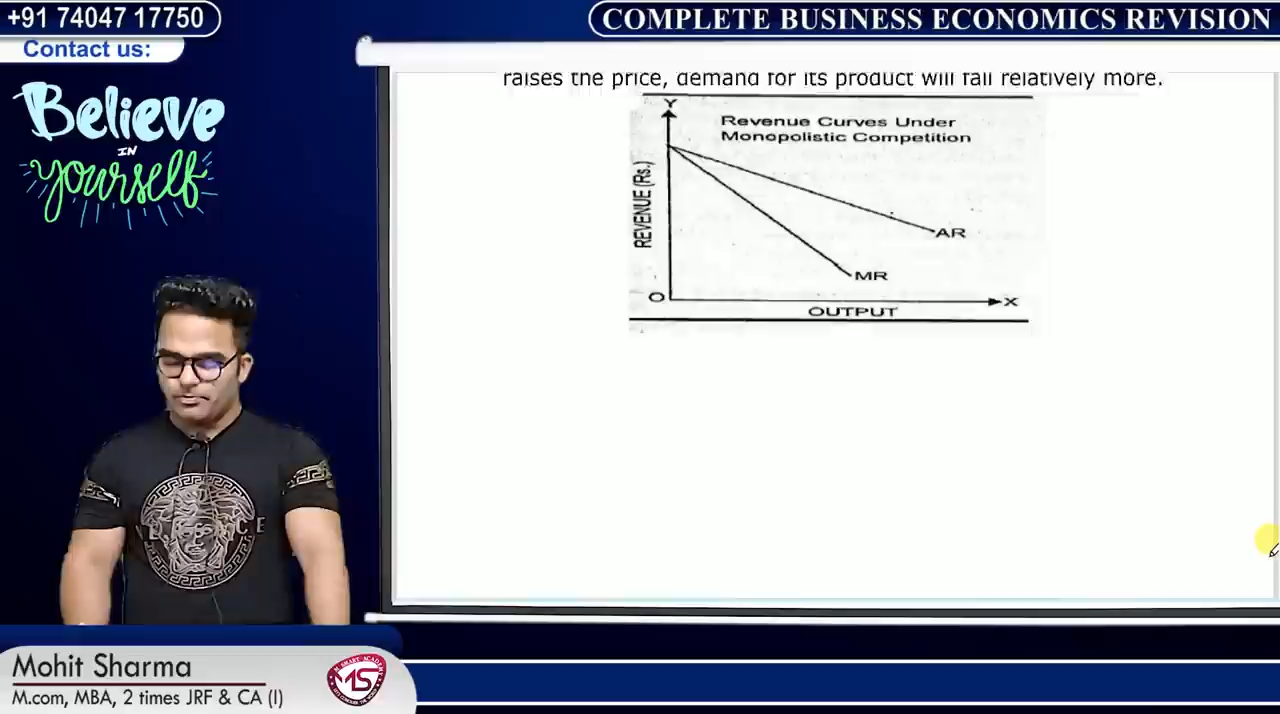 +91 74047 17750
Contact us:
COMPLETE BUSINESS ECONOMICS REVISION
Believe
IN
yourself
raises the price, demand for its product will fall relatively more.
Y
Revenue Curves Under
Monopolistic Competition
REVENUE (Rs.)
AR
MR
O
X
OUTPUT
Mohit Sharma
M.com, MBA, 2 times JRF & CA (I)
MS